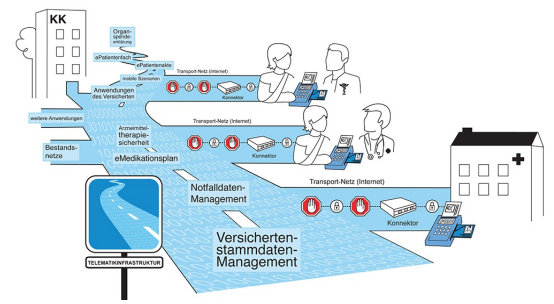 KK
Organ-
spende-
erklärung
ePatientenfach
ePatientenakte
mobile Szenarien
Anwendungen
des Versicherten
Transport-Netz (Internet)
Konnektor
weitere Anwendungen
Arzneimittel-
therapie-
sicherheit
Transport-Netz (Internet)
Konnektor
Bestands-
netze
eMedikationsplan
Notfalldaten-
Management
Transport-Netz (Internet)
Konnektor
Versicherten-
stammdaten-
Management
TELEMATIKINFRASTRUKTUR